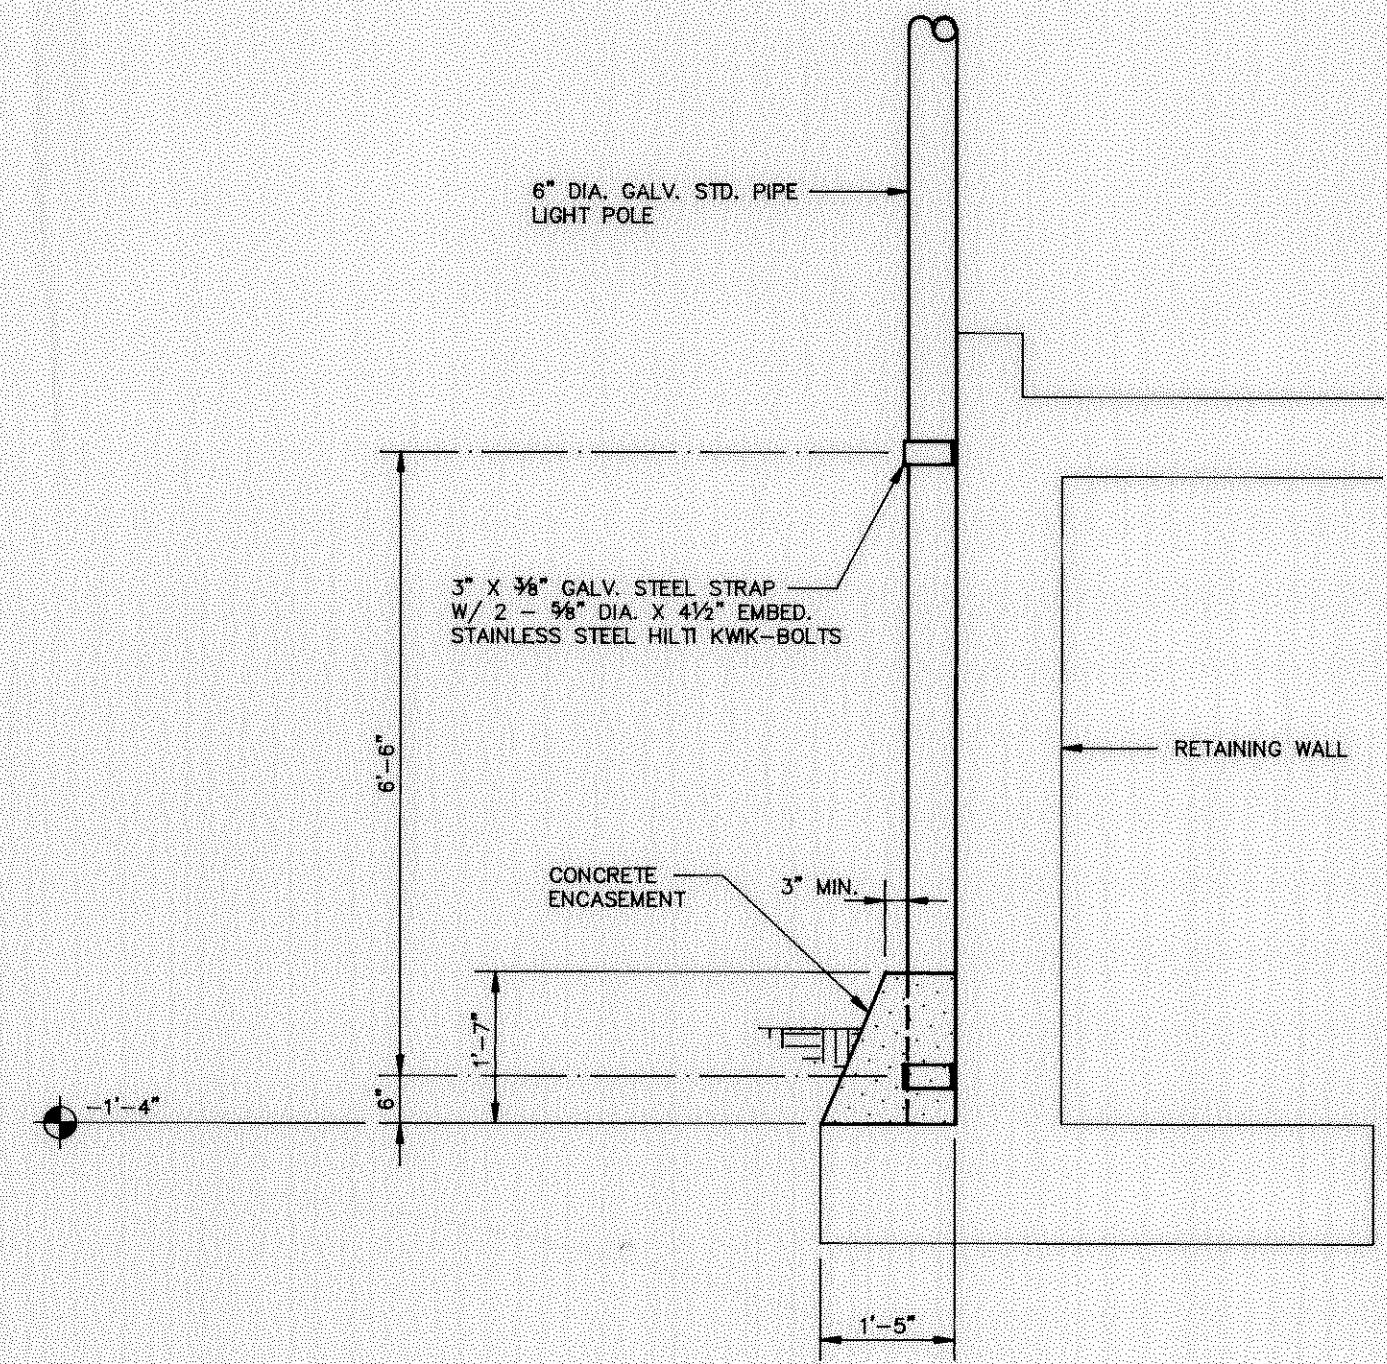 6" DIA. GALV. STD. PIPE
LIGHT POLE
3" X 3/8" GALV. STEEL STRAP
W/ 2 – 5/8" DIA. X 4 1/2" EMBED.
STAINLESS STEEL HILTI KWIK–BOLTS
6'–6"
RETAINING WALL
CONCRETE
ENCASEMENT
3" MIN.
1'–7"
6"
–1'–4"
1'–5"